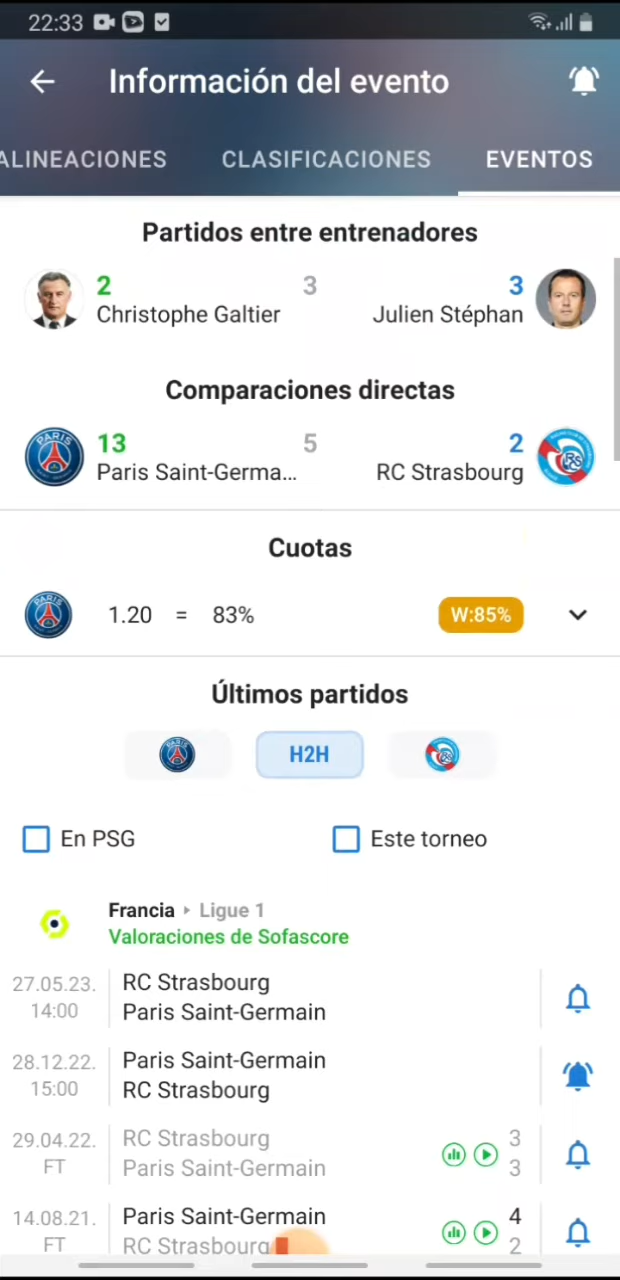 22:33
Información del evento
ALINEACIONES CLASIFICACIONES EVENTOS
Partidos entre entrenadores
2 3 3
Christophe Galtier Julien Stéphan
Comparaciones directas
PARIS
13 5 2
Paris Saint-Germa... RC Strasbourg
Cuotas
PARIS
1.20 = 83% W:85%
Últimos partidos
H2H
En PSG Este torneo
Francia Ligue 1
Valoraciones de Sofascore
27.05.23. RC Strasbourg
14:00 Paris Saint-Germain
28.12.22. Paris Saint-Germain
15:00 RC Strasbourg
29.04.22. RC Strasbourg 3
FT Paris Saint-Germain 3
14.08.21. Paris Saint-Germain 4
FT RC Strasbourg 2